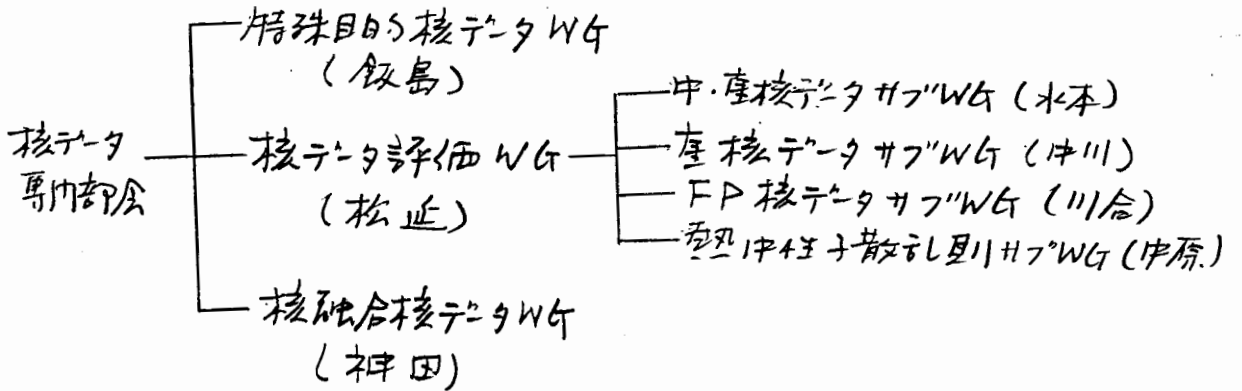 核データ
専門部会
特殊目的核データWG
(飯島)
核データ評価WG
(松延)
核融合核データWG
(神田)
中・重核データサブWG (水本)
重核データサブWG (中川)
FP核データサブWG (川合)
熱中性子散乱則サブWG (中原)